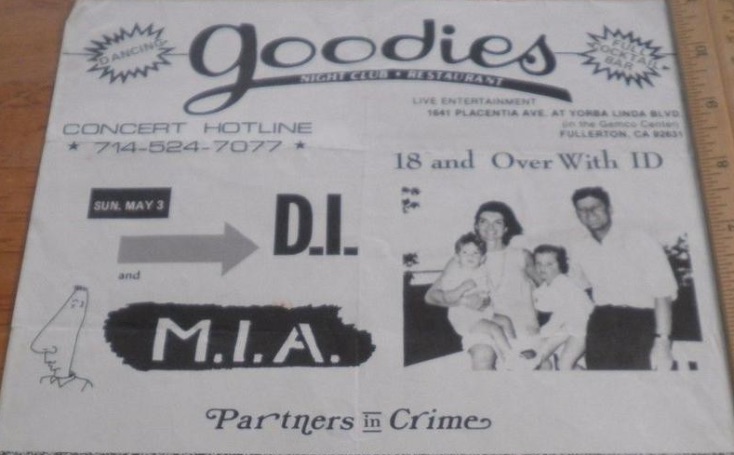 DANCING
goodies
FULL
COCKTAIL
BAR
NIGHT CLUB • RESTAURANT
LIVE ENTERTAINMENT
1641 PLACENTIA AVE. AT YORBA LINDA BLVD.
(in the Gemco Center)
FULLERTON, CA 92631
CONCERT HOTLINE
★ 714-524-7077 ★
18 and Over With ID
SUN. MAY 3
D.I.
and
M.I.A.
Partners in Crime